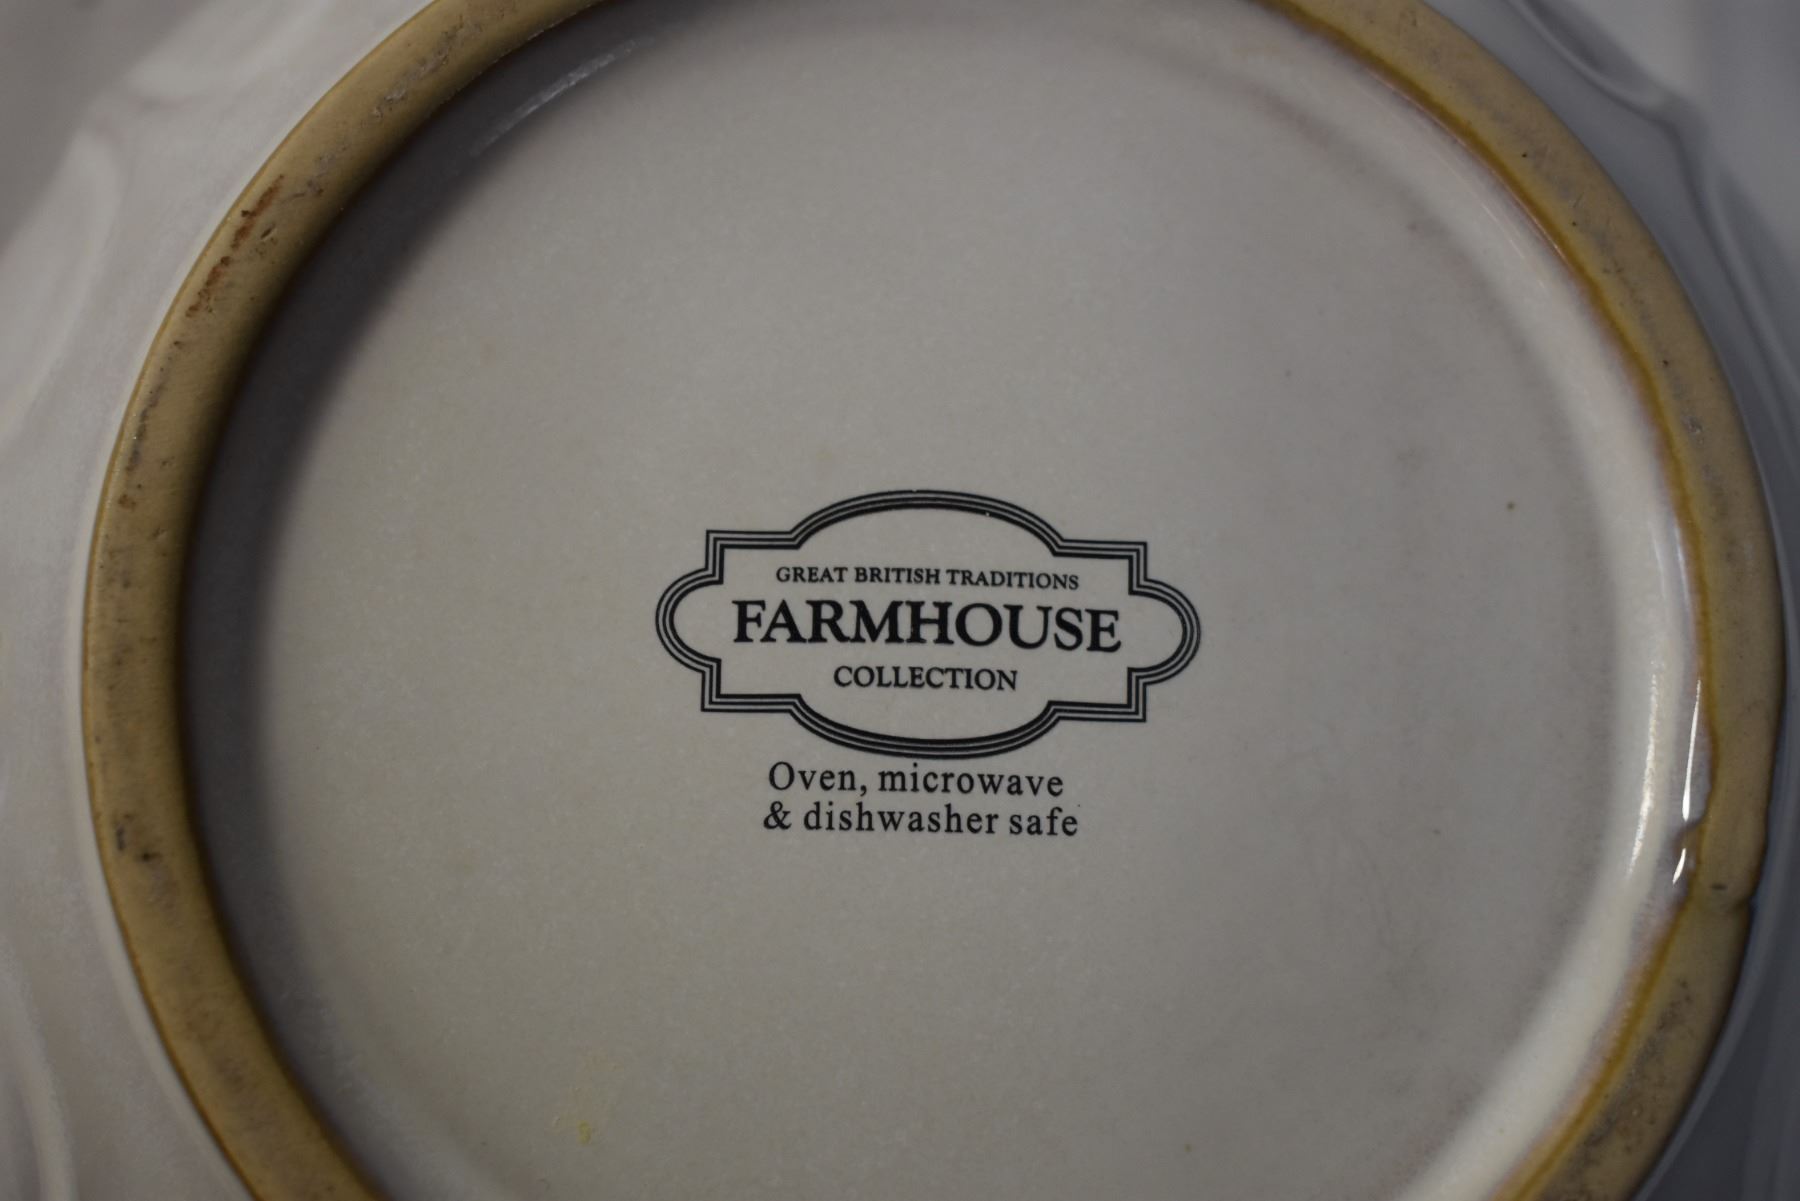 GREAT BRITISH TRADITIONS
FARMHOUSE
COLLECTION
Oven, microwave
& dishwasher safe